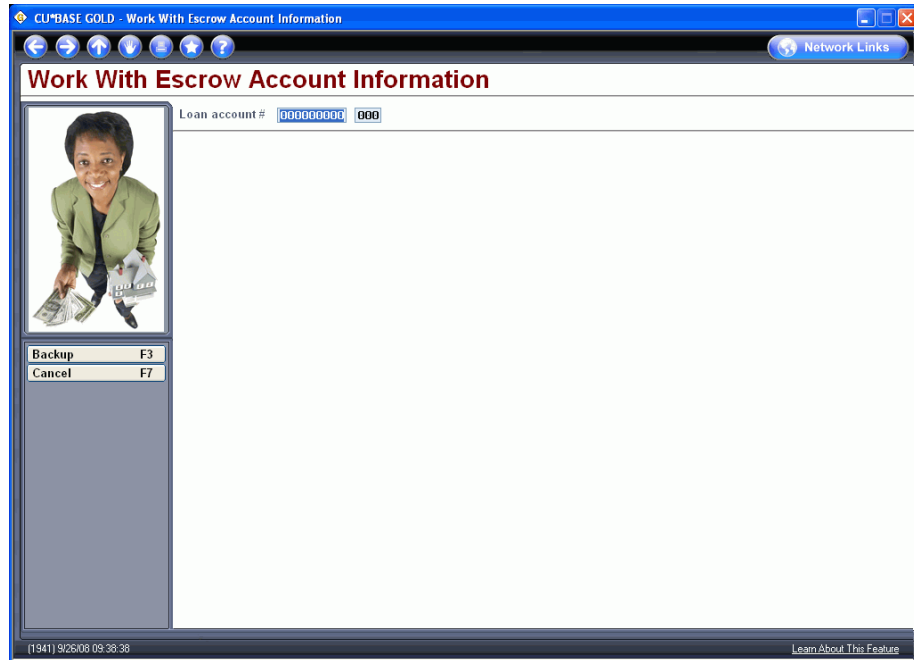 CU*BASE GOLD - Work With Escrow Account Information
Network Links
Work With Escrow Account Information
Loan account # 000000000 000
Backup F3
Cancel F7
(1941) 9/26/08 09:38:38
Learn About This Feature